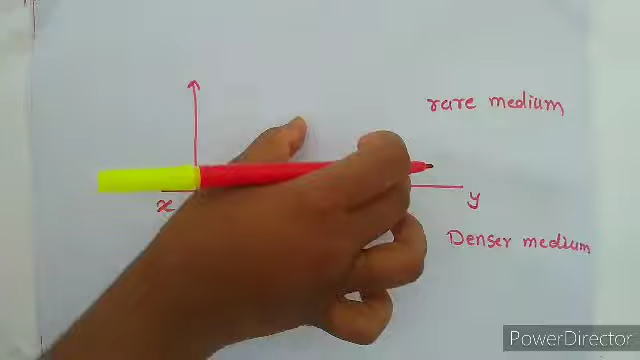 rare medium
x
y
Denser medium
PowerDirector